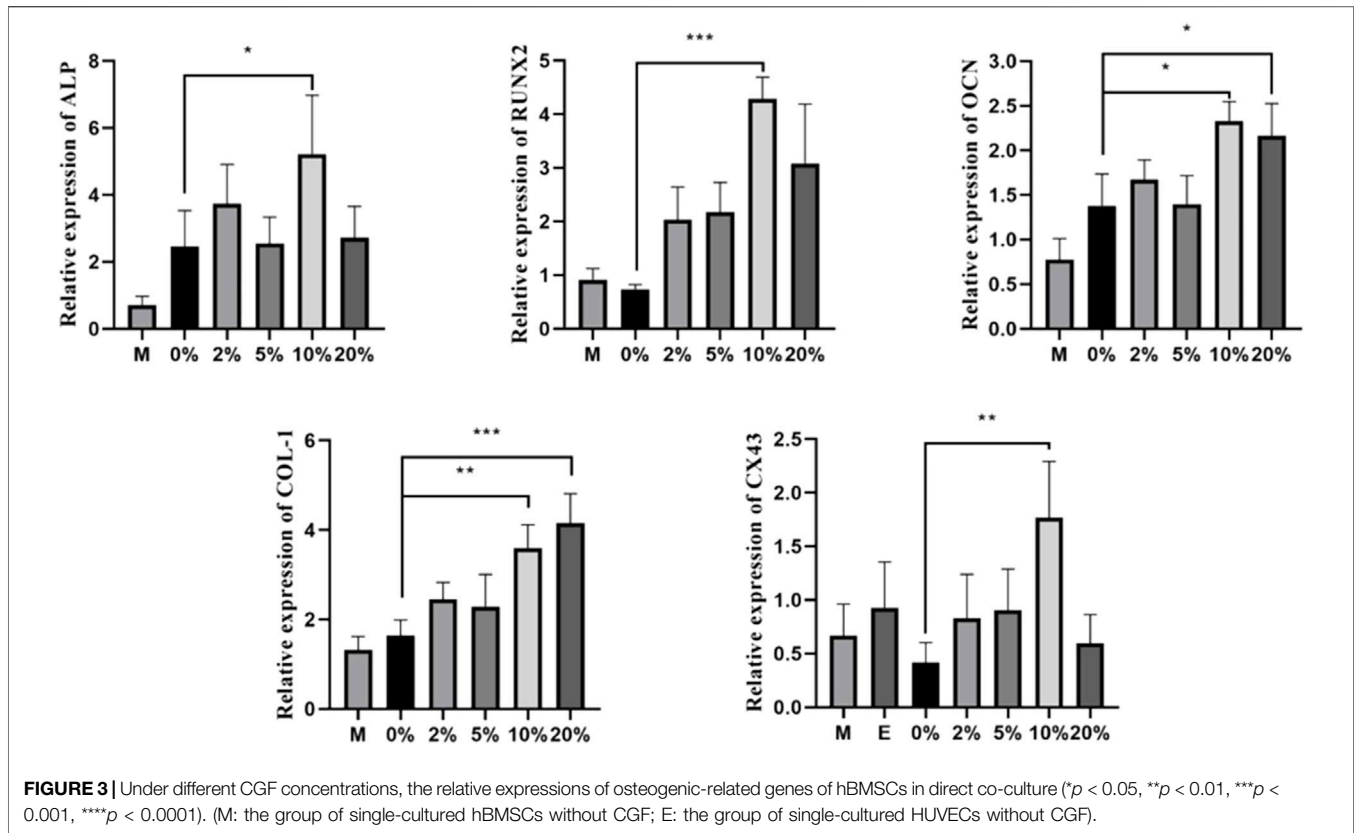 *
Relative expression of ALP
8
6
4
2
0
M 0% 2% 5% 10% 20%
***
Relative expression of RUNX2
5
4
3
2
1
0
M 0% 2% 5% 10% 20%
*
*
Relative expression of OCN
3.0
2.5
2.0
1.5
1.0
0.5
0.0
M 0% 2% 5% 10% 20%
***
**
Relative expression of COL-1
6
4
2
0
M 0% 2% 5% 10% 20%
**
Relative expression of CX43
2.5
2.0
1.5
1.0
0.5
0.0
M E 0% 2% 5% 10% 20%
FIGURE 3 | Under different CGF concentrations, the relative expressions of osteogenic-related genes of hBMSCs in direct co-culture (*p < 0.05, **p < 0.01, ***p <
0.001, ****p < 0.0001). (M: the group of single-cultured hBMSCs without CGF; E: the group of single-cultured HUVECs without CGF).